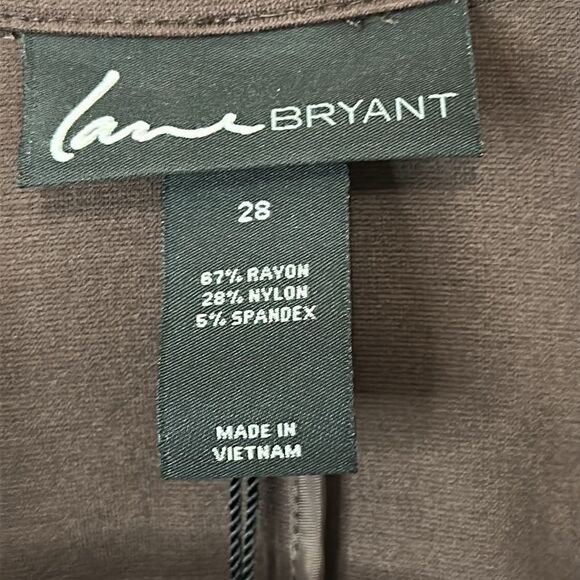 lane BRYANT
28
67% RAYON
28% NYLON
5% SPANDEX
MADE IN
VIETNAM